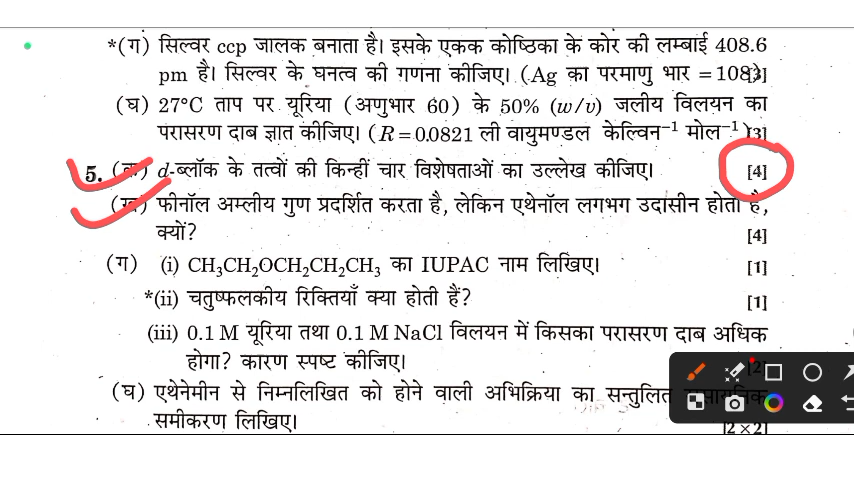 *(ग) सिल्वर ccp जालक बनाता है। इसके एकक कोष्ठिका के कोर की लम्बाई 408.6
pm है। सिल्वर के घनत्व की गणना कीजिए। (Ag का परमाणु भार = 108) [3]
(घ) 27°C ताप पर यूरिया (अणुभार 60) के 50% (w/v) जलीय विलयन का
परासरण दाब ज्ञात कीजिए। (R = 0.0821 ली वायुमण्डल केल्विन⁻¹ मोल⁻¹) [3]
5. (क) d-ब्लॉक के तत्वों की किन्हीं चार विशेषताओं का उल्लेख कीजिए। [4]
(ख) फीनॉल अम्लीय गुण प्रदर्शित करता है, लेकिन एथेनॉल लगभग उदासीन होता है,
क्यों? [4]
(ग) (i) CH₃CH₂OCH₂CH₂CH₃ का IUPAC नाम लिखिए। [1]
*(ii) चतुष्फलकीय रिक्तियाँ क्या होती हैं? [1]
(iii) 0.1 M यूरिया तथा 0.1 M NaCl विलयन में किसका परासरण दाब अधिक
होगा? कारण स्पष्ट कीजिए। [2]
(घ) एथेनेमीन से निम्नलिखित को होने वाली अभिक्रिया का सन्तुलित
समीकरण लिखिए। [2 × 2]